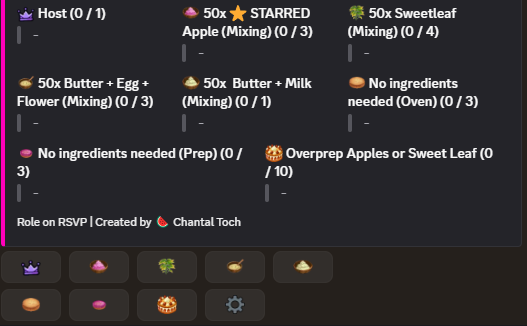 Host (0 / 1)
50x ⭐ STARRED
50x Sweetleaf
Apple (Mixing) (0 / 3)
(Mixing) (0 / 4)
-
-
-
50x Butter + Egg +
50x Butter + Milk
No ingredients
Flower (Mixing) (0 / 3)
(Mixing) (0 / 1)
needed (Oven) (0 / 3)
-
-
-
No ingredients needed (Prep) (0 /
Overprep Apples or Sweet Leaf (0
3)
/ 10)
-
-
Role on RSVP | Created by 🍉 Chantal Toch